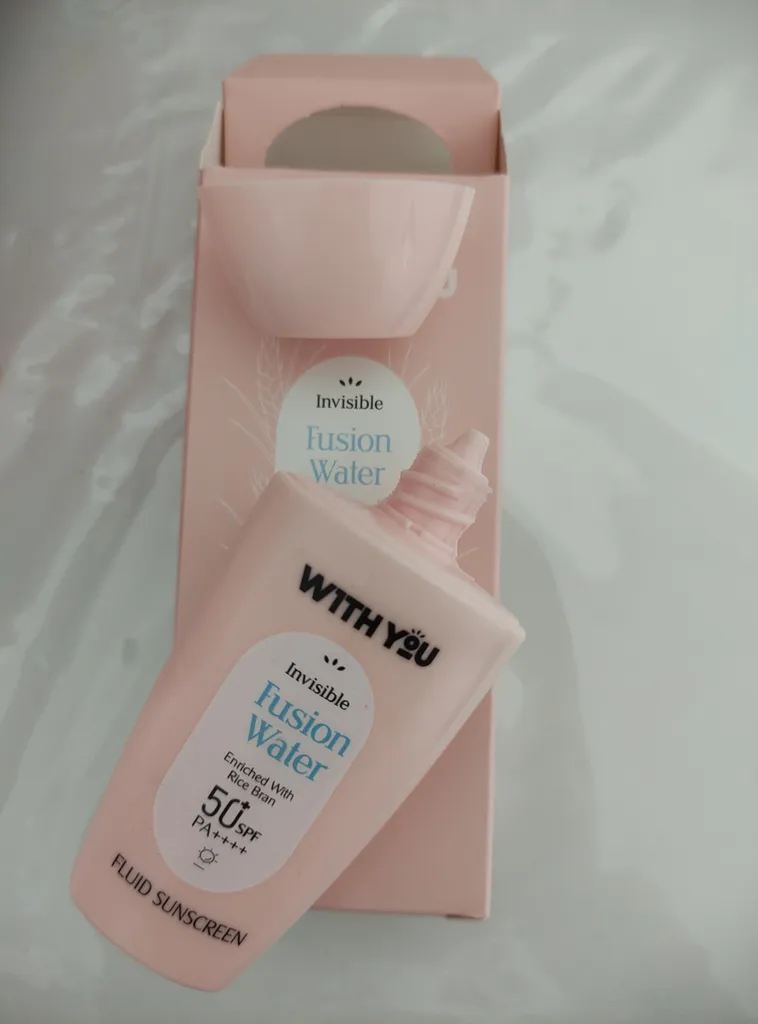 Invisible
Fusion
Water
WITH YOU
Invisible
Fusion
Water
Enriched With
Rice Bran
50+ SPF
PA++++
FLUID SUNSCREEN